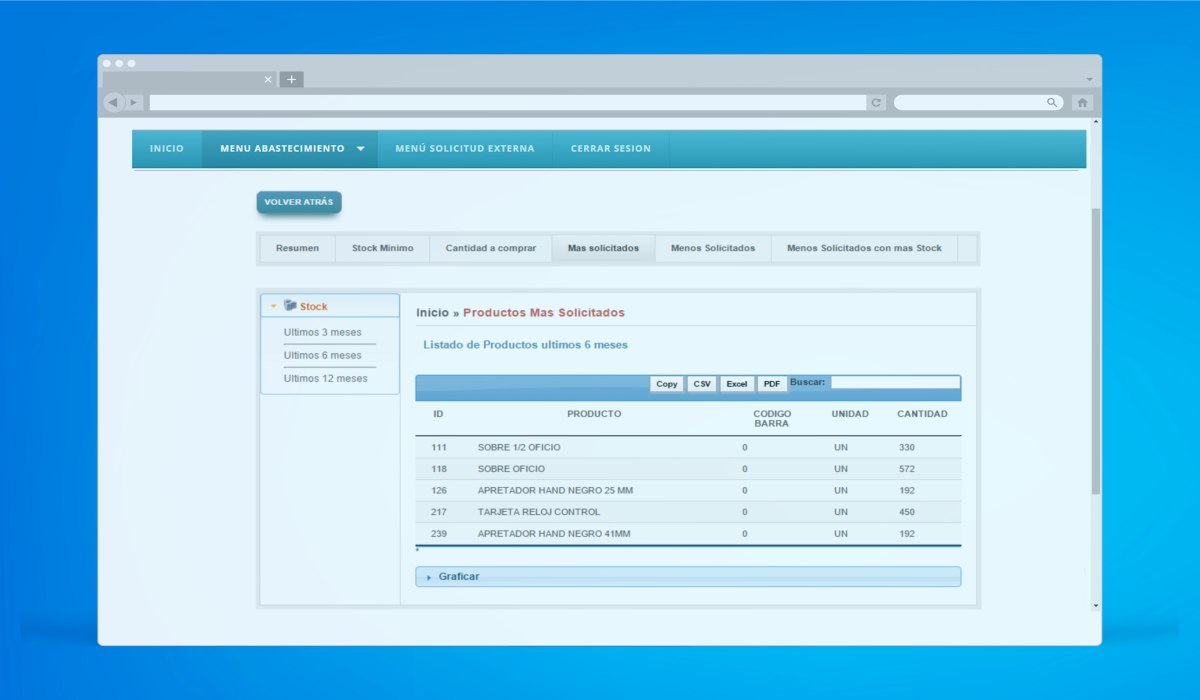 INICIO MENU ABASTECIMIENTO MENÚ SOLICITUD EXTERNA CERRAR SESION
VOLVER ATRÁS
Resumen Stock Minimo Cantidad a comprar Mas solicitados Menos Solicitados Menos Solicitados con mas Stock
Stock
Ultimos 3 meses
Ultimos 6 meses
Ultimos 12 meses
Inicio » Productos Mas Solicitados
Listado de Productos ultimos 6 meses
Copy CSV Excel PDF Buscar:
ID PRODUCTO CODIGO BARRA UNIDAD CANTIDAD
111 SOBRE 1/2 OFICIO 0 UN 330
118 SOBRE OFICIO 0 UN 572
126 APRETADOR HAND NEGRO 25 MM 0 UN 192
217 TARJETA RELOJ CONTROL 0 UN 450
239 APRETADOR HAND NEGRO 41MM 0 UN 192
*
Graficar